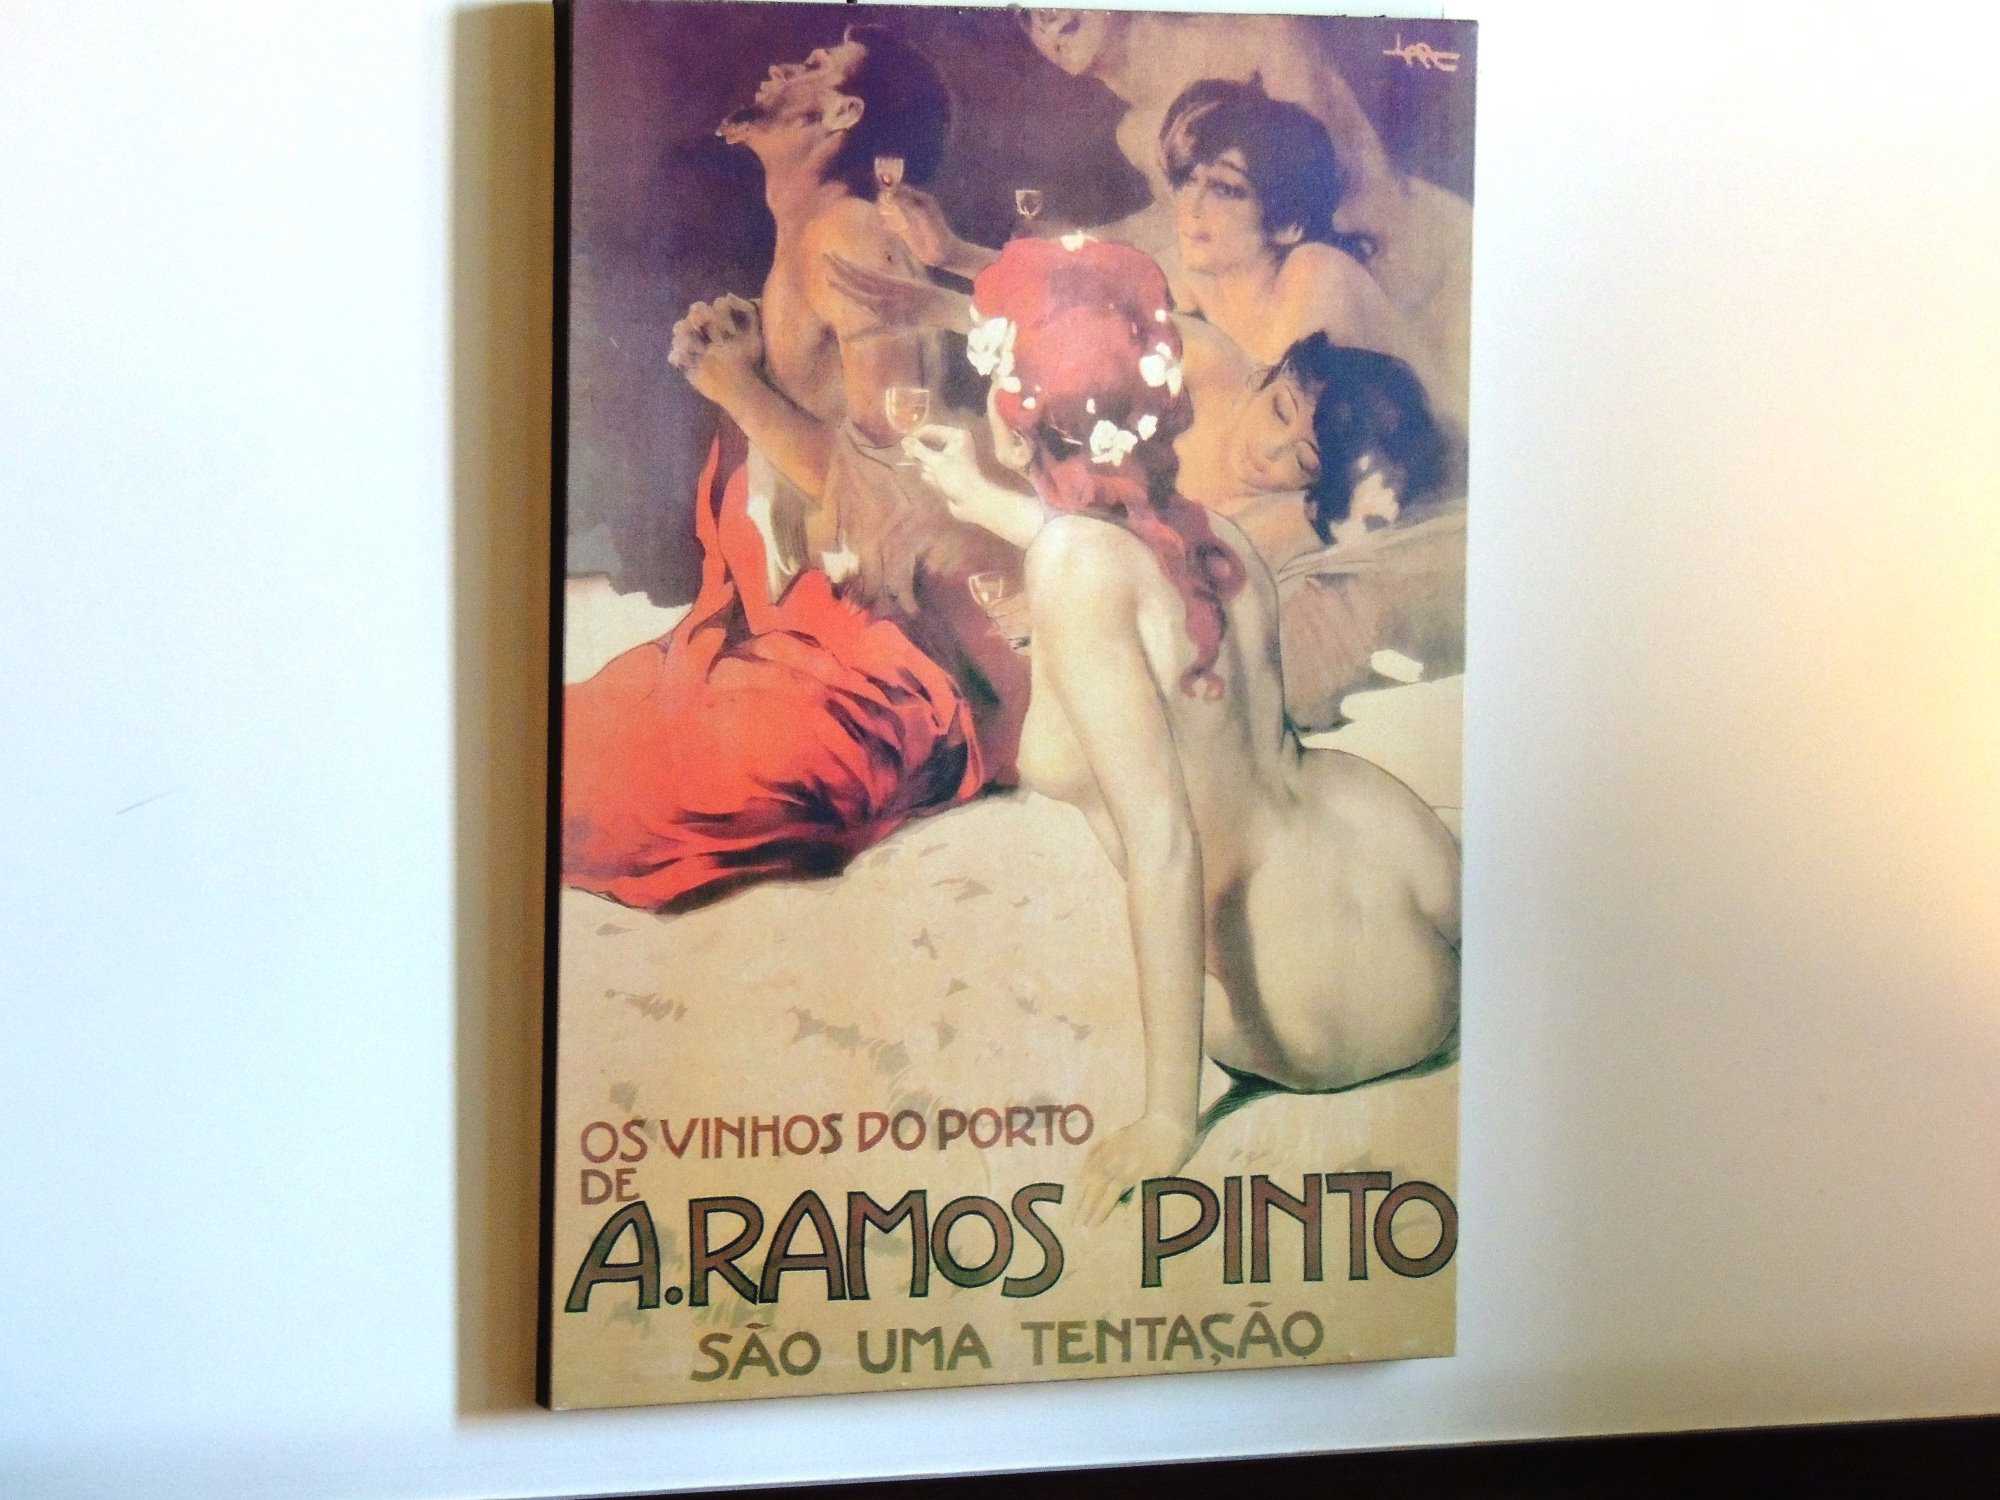 OS VINHOS DO PORTO
DE
A.RAMOS PINTO
SÃO UMA TENTAÇÃO